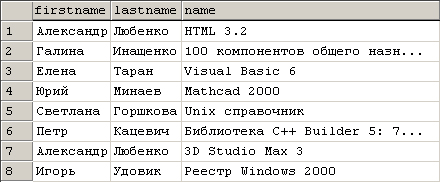 firstname lastname name
1 Александр Любенко HTML 3.2
2 Галина Инащенко 100 компонентов общего назн...
3 Елена Таран Visual Basic 6
4 Юрий Минаев Mathcad 2000
5 Светлана Горшкова Unix справочник
6 Петр Кацевич Библиотека C++ Builder 5: 7...
7 Александр Любенко 3D Studio Max 3
8 Игорь Удовик Реестр Windows 2000